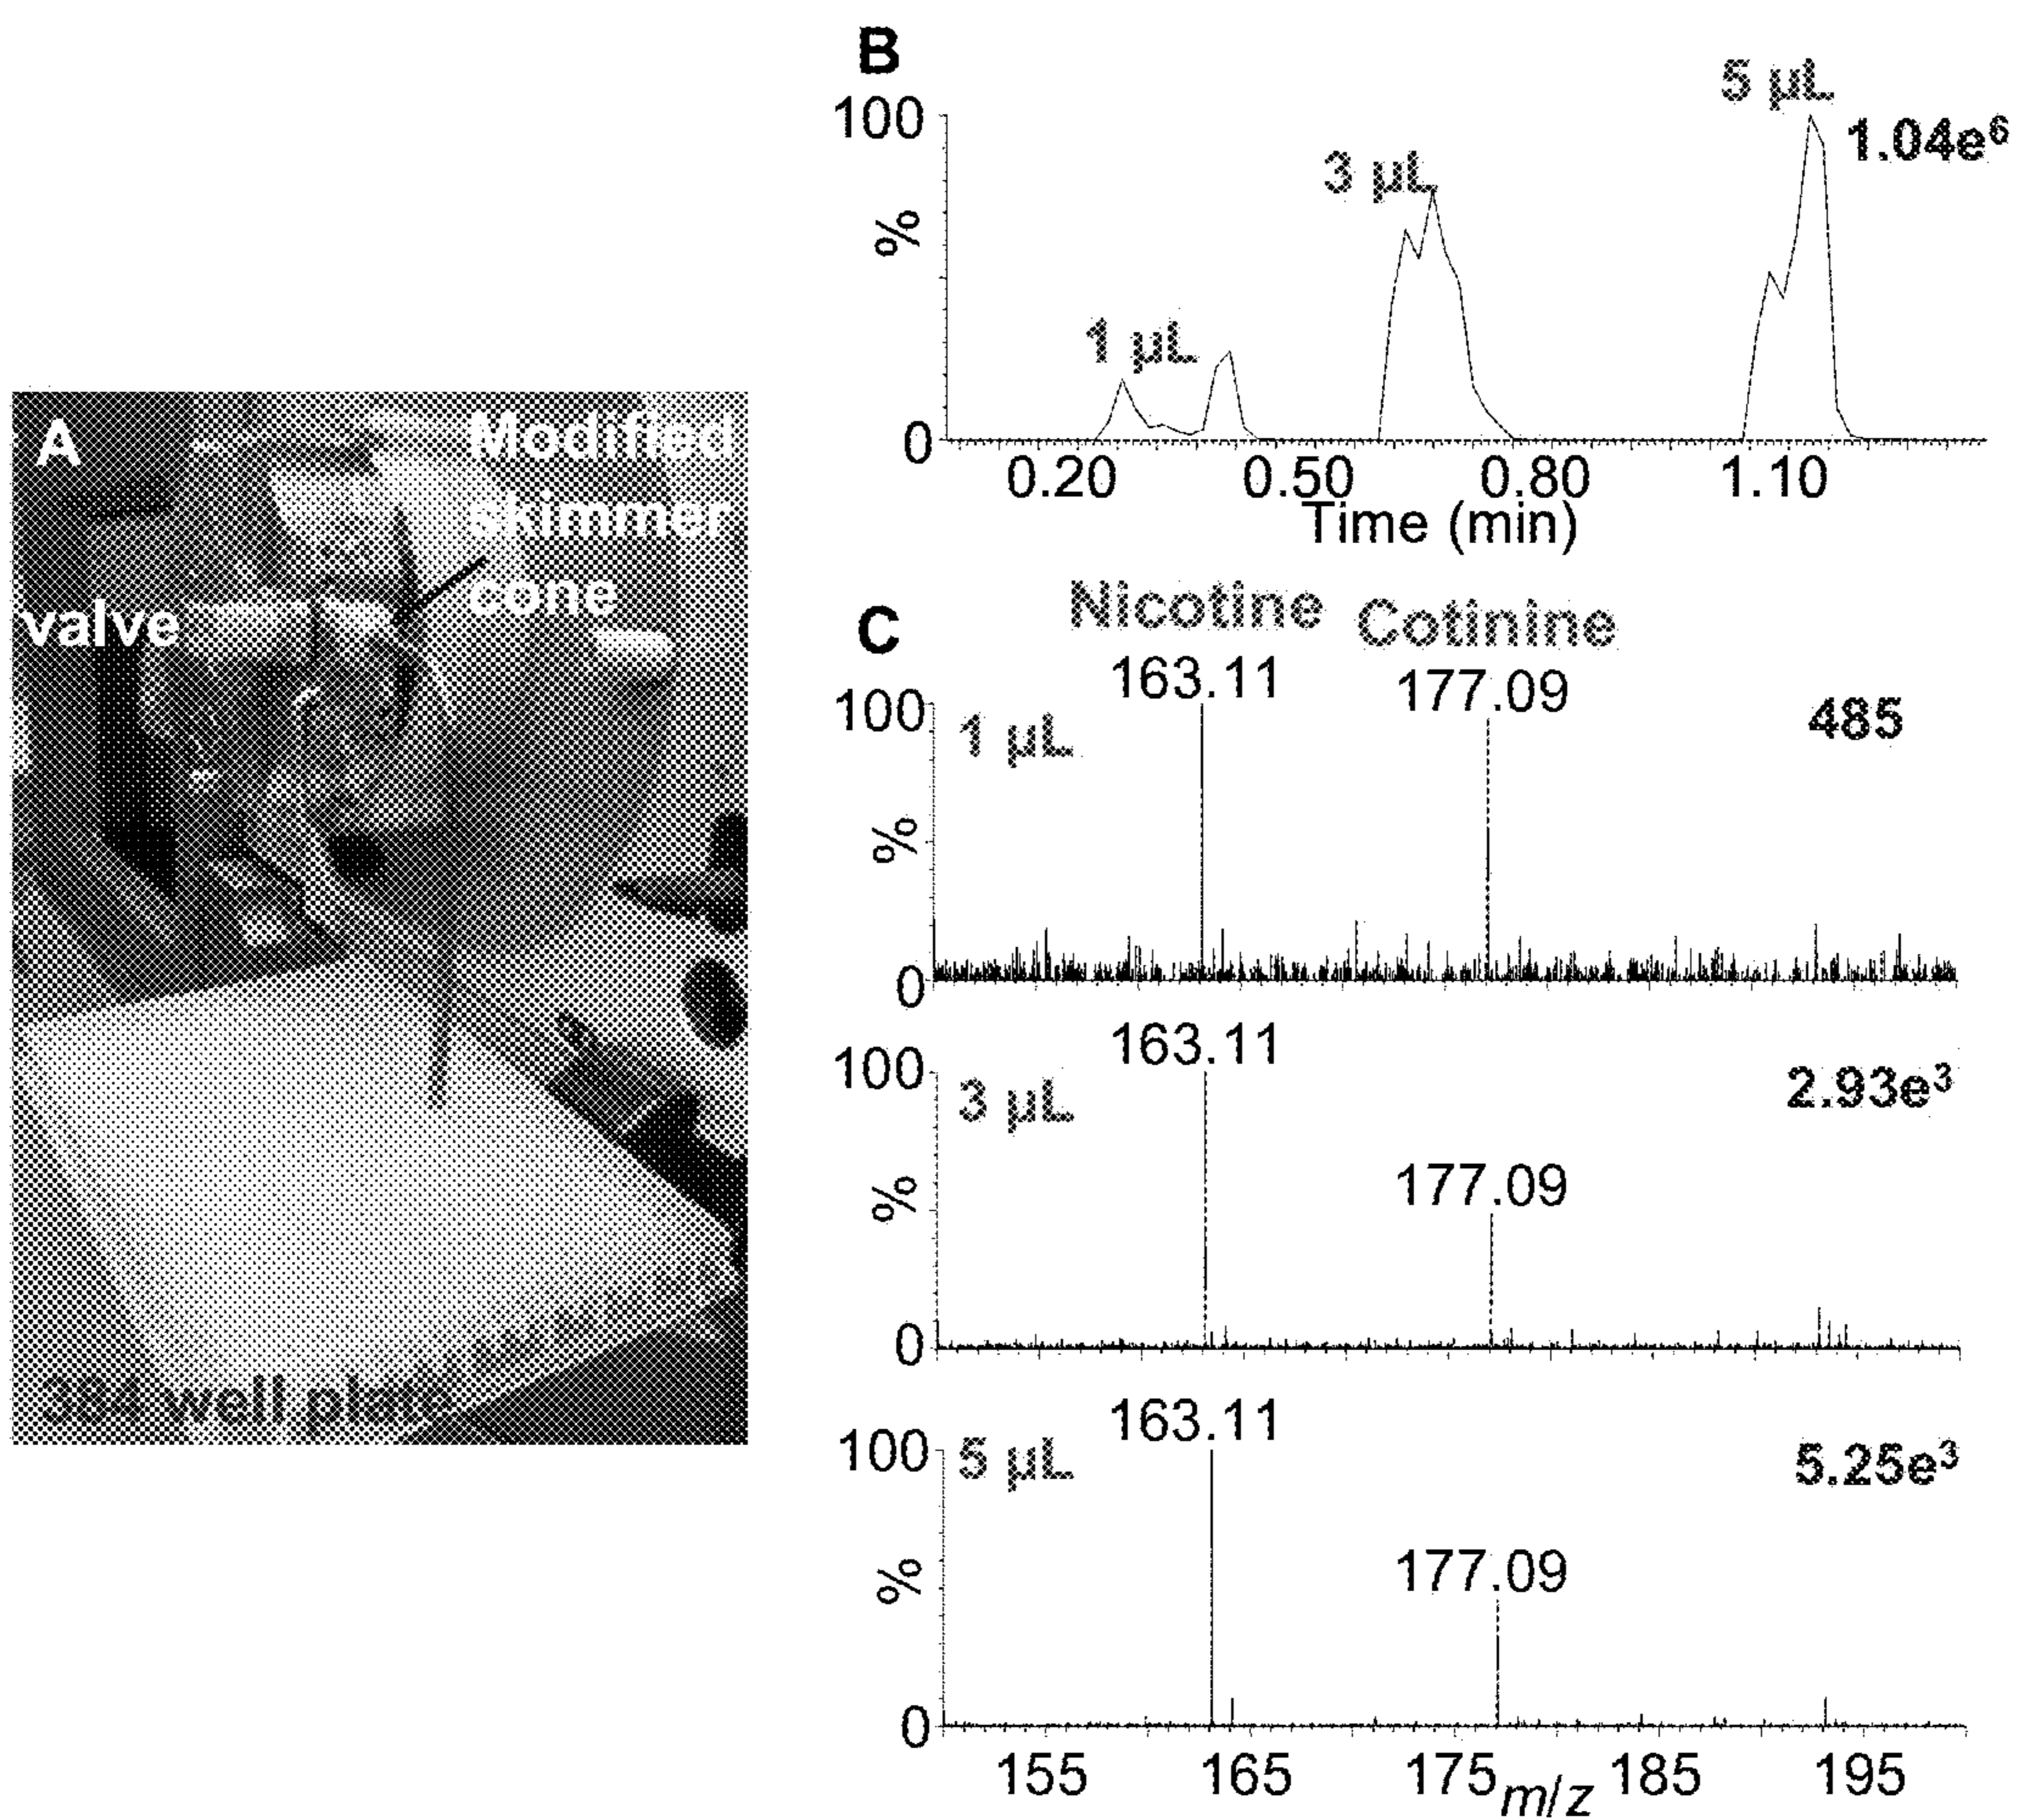 A
Modified
skimmer
cone
valve
384 well plate
B
5 µL
100
1.04e⁶
3 µL
%
1 µL
0
0.20 0.50 0.80 1.10
Time (min)
C
Nicotine Cotinine
163.11 177.09
100
1 µL
485
%
0
163.11
100
3 µL
2.93e³
177.09
%
0
163.11
100
5 µL
5.25e³
177.09
%
0
155 165 175 185 195
m/z